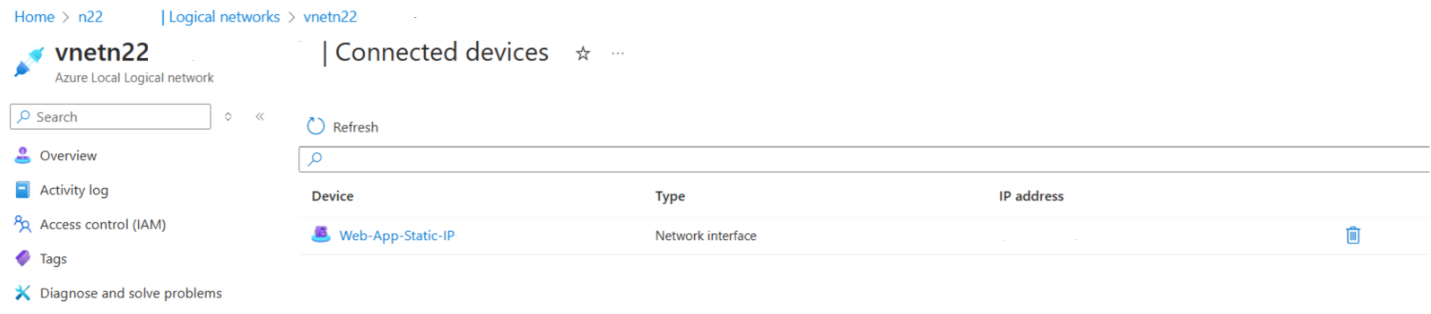 Home > n22 | Logical networks > vnetn22
vnetn22 | Connected devices
Azure Local Logical network
Search
Refresh
Overview
Activity log
Access control (IAM)
Tags
Diagnose and solve problems
Device Type IP address
Web-App-Static-IP Network interface